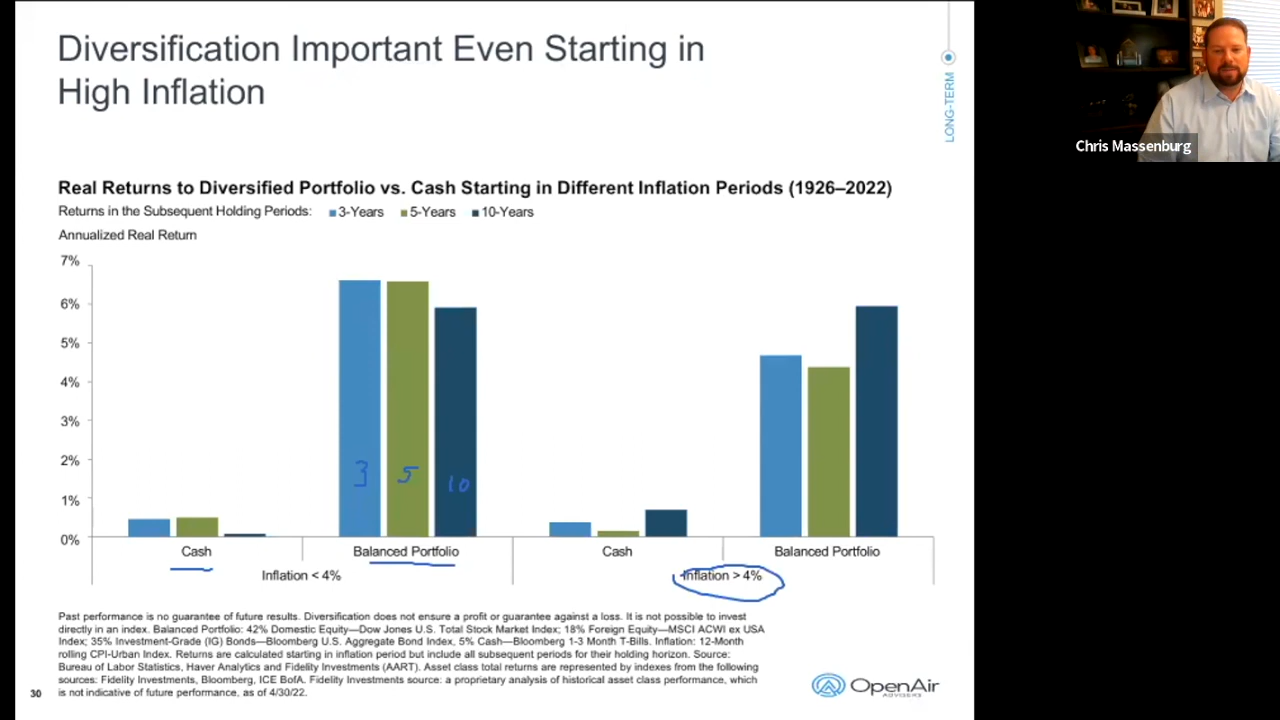 Diversification Important Even Starting in
High Inflation
LONG-TERM
Chris Massenburg
Real Returns to Diversified Portfolio vs. Cash Starting in Different Inflation Periods (1926–2022)
Returns in the Subsequent Holding Periods: 3-Years 5-Years 10-Years
Annualized Real Return
7%
6%
5%
4%
3%
2%
1%
0%
3 5 10
Cash Balanced Portfolio Cash Balanced Portfolio
Inflation < 4% Inflation > 4%
Past performance is no guarantee of future results. Diversification does not ensure a profit or guarantee against a loss. It is not possible to invest
directly in an index. Balanced Portfolio: 42% Domestic Equity—Dow Jones U.S. Total Stock Market Index; 18% Foreign Equity—MSCI ACWI ex USA
Index; 35% Investment-Grade (IG) Bonds—Bloomberg U.S. Aggregate Bond Index, 5% Cash—Bloomberg 1-3 Month T-Bills. Inflation: 12-Month
rolling CPI-Urban Index. Returns are calculated starting in inflation period but include all subsequent periods for their holding horizon. Source:
Bureau of Labor Statistics, Haver Analytics and Fidelity Investments (AART). Asset class total returns are represented by indexes from the following
sources: Fidelity Investments, Bloomberg, ICE BofA. Fidelity Investments source: a proprietary analysis of historical asset class performance, which
is not indicative of future performance, as of 4/30/22.
30
OpenAir
ADVISERS